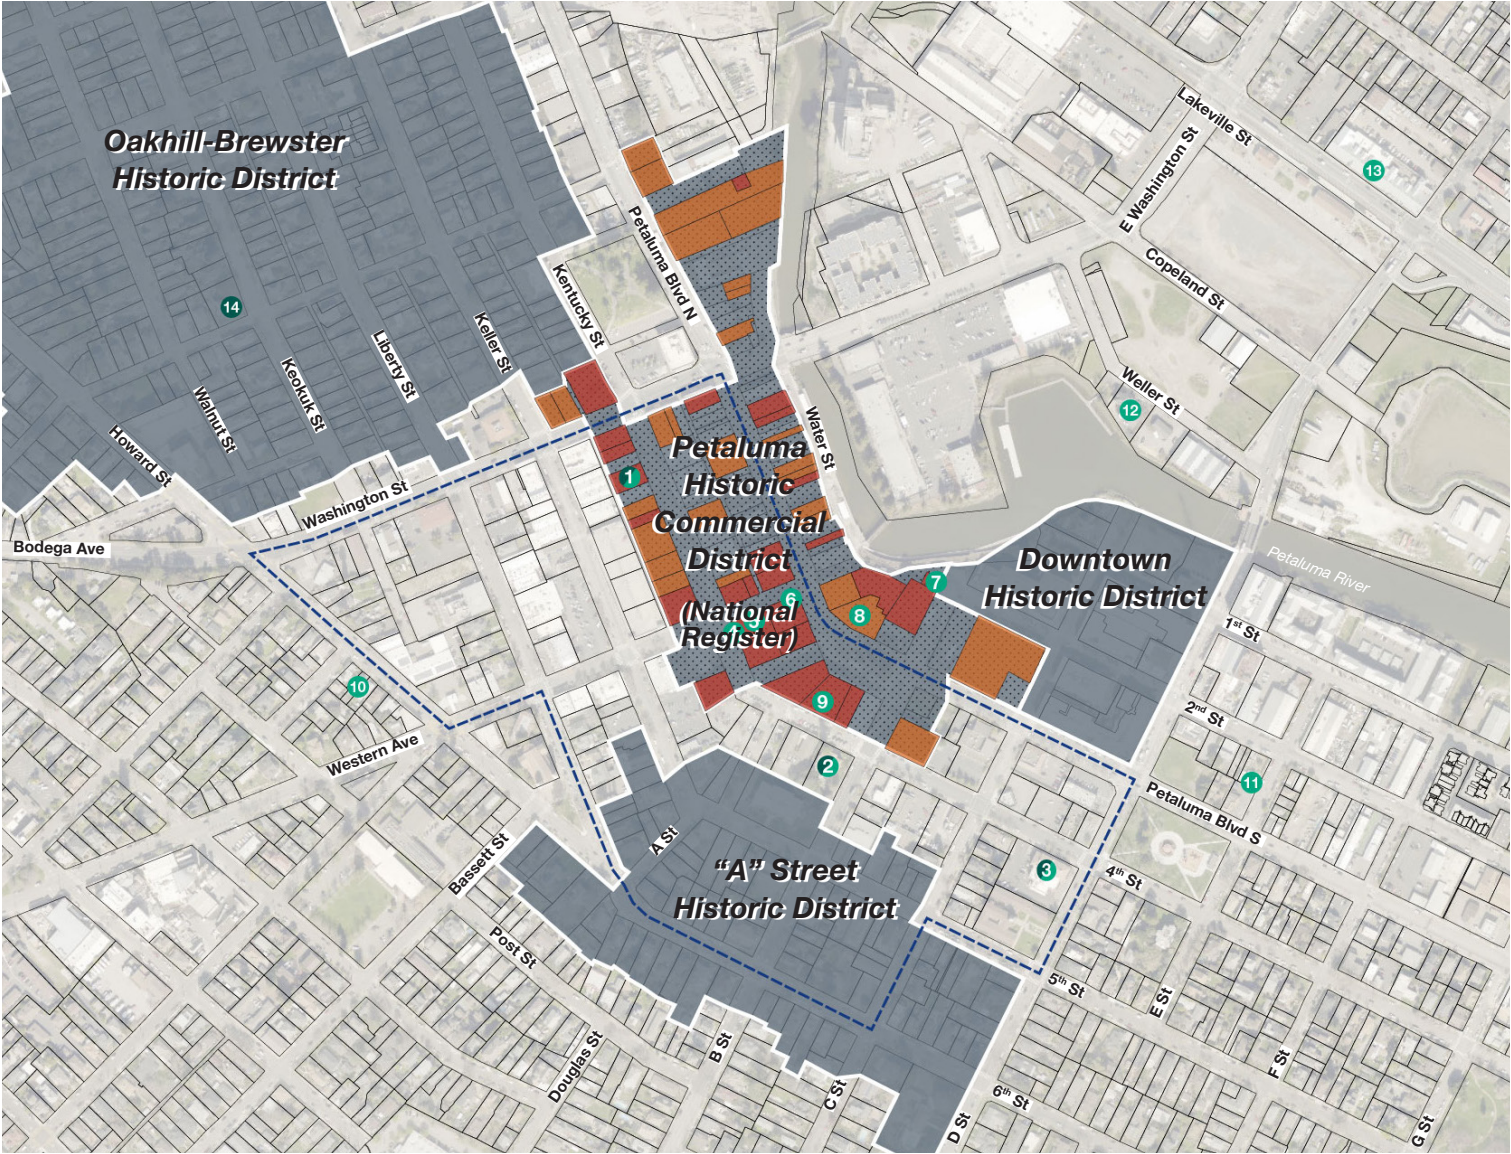 Oakhill-Brewster
Historic District
Lakeville St
13
E Washington St
Petaluma Blvd N
Copeland St
Kentucky St
14
Keller St
Liberty St
Keokuk St
Walnut St
Howard St
Weller St
12
Water St
Petaluma
Historic
Commercial
District
(National
Register)
1
Washington St
Bodega Ave
Downtown
Historic District
Petaluma River
7
6
8
5
9
1st St
2nd St
10
Western Ave
2
11
Petaluma Blvd S
A St
Bassett St
"A" Street
Historic District
3
4th St
Post St
5th St
E St
Douglas St
B St
C St
6th St
D St
F St
G St